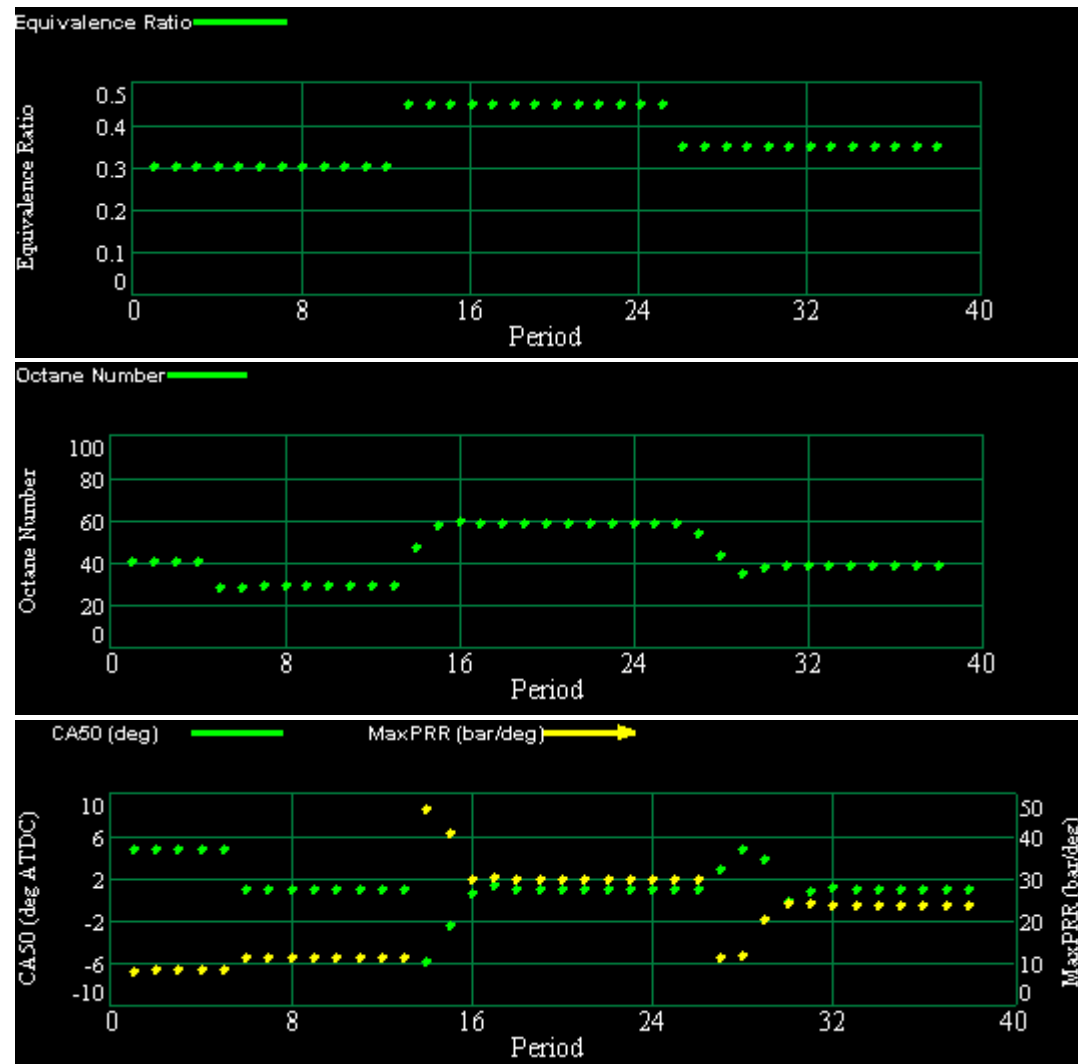 Equivalence Ratio
Equivalence Ratio
0.5
0.4
0.3
0.2
0.1
0
0 8 16 24 32 40
Period
Octane Number
Octane Number
100
80
60
40
20
0
0 8 16 24 32 40
Period
CA50 (deg) MaxPRR (bar/deg)
CA50 (deg ATDC)
10
6
2
-2
-6
-10
50
40
30
20
10
0
MaxPRR (bar/deg)
0 8 16 24 32 40
Period